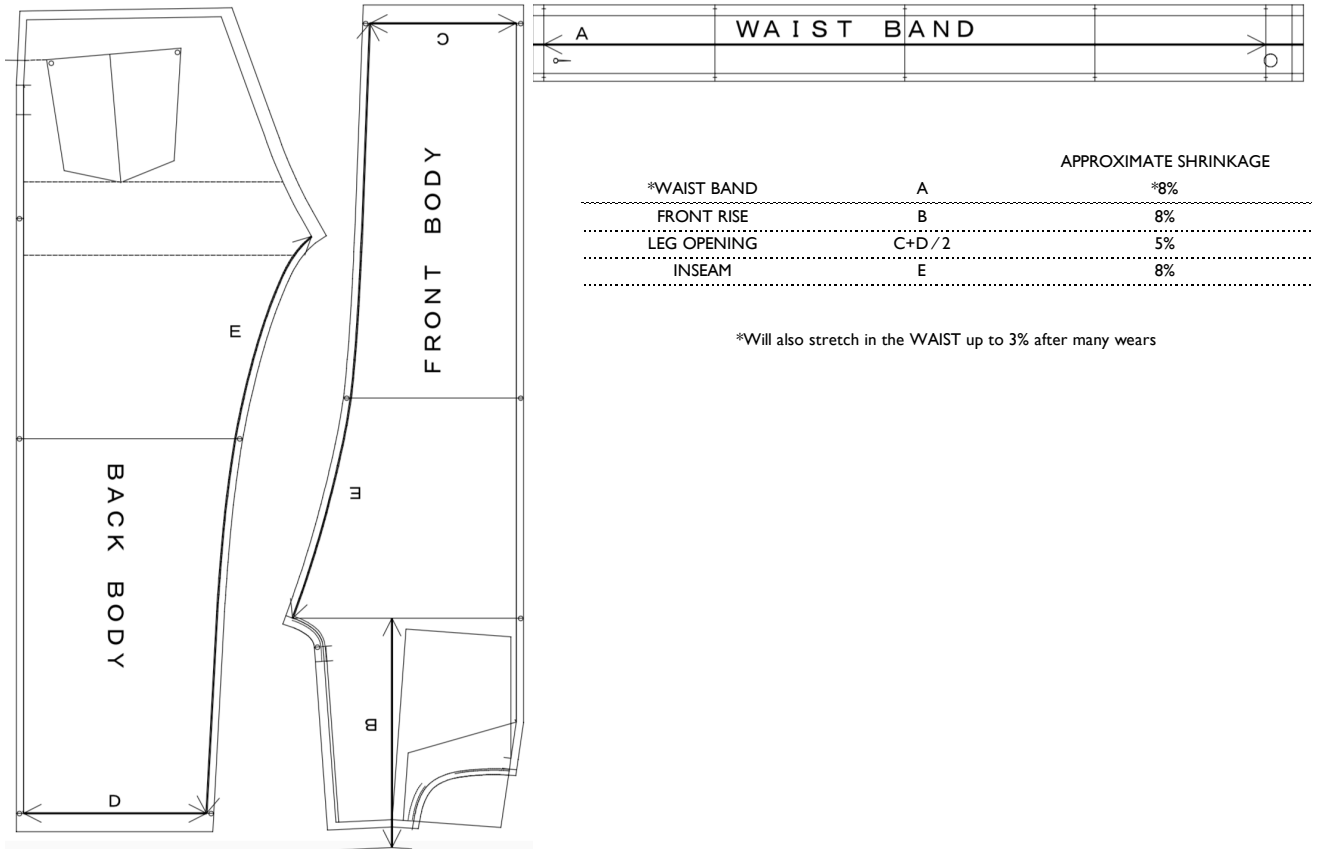 WAIST BAND
A
C
FRONT BODY
E
B
E
BACK BODY
D
APPROXIMATE SHRINKAGE
*WAIST BAND A *8%
FRONT RISE B 8%
LEG OPENING C+D/2 5%
INSEAM E 8%
*Will also stretch in the WAIST up to 3% after many wears